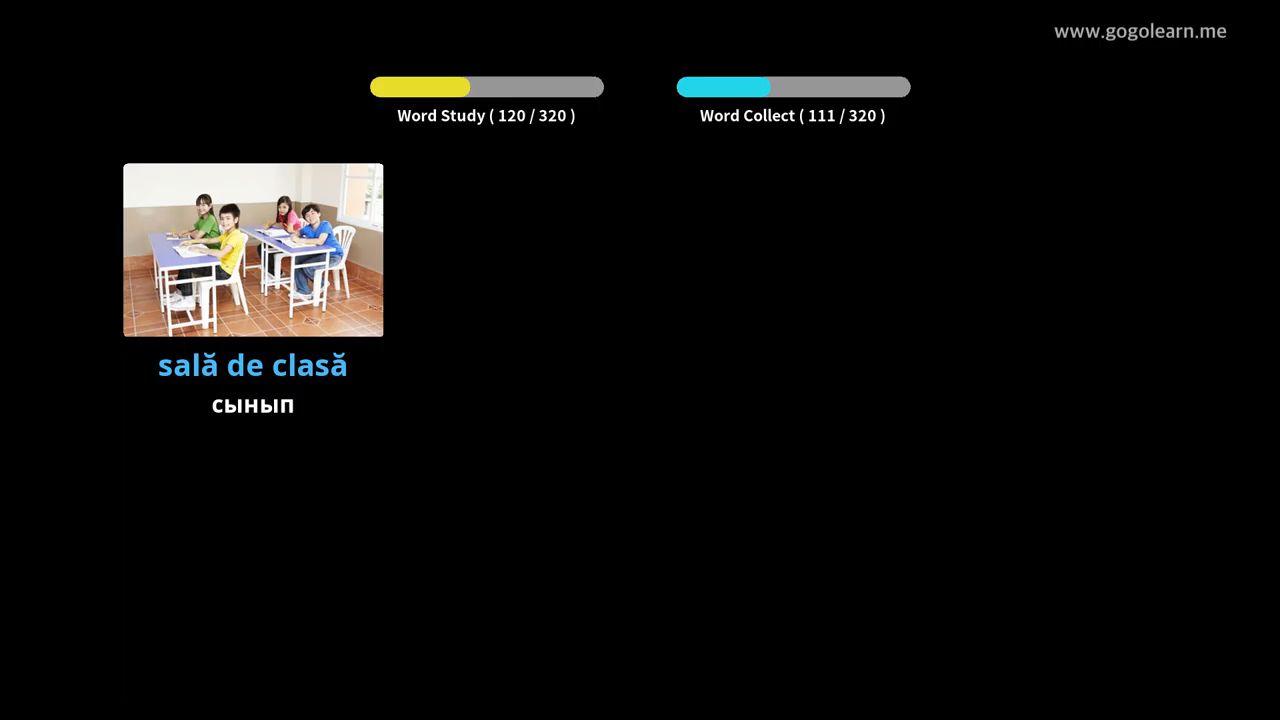 www.gogolearn.me
Word Study ( 120 / 320 )
Word Collect ( 111 / 320 )
sală de clasă
сынып